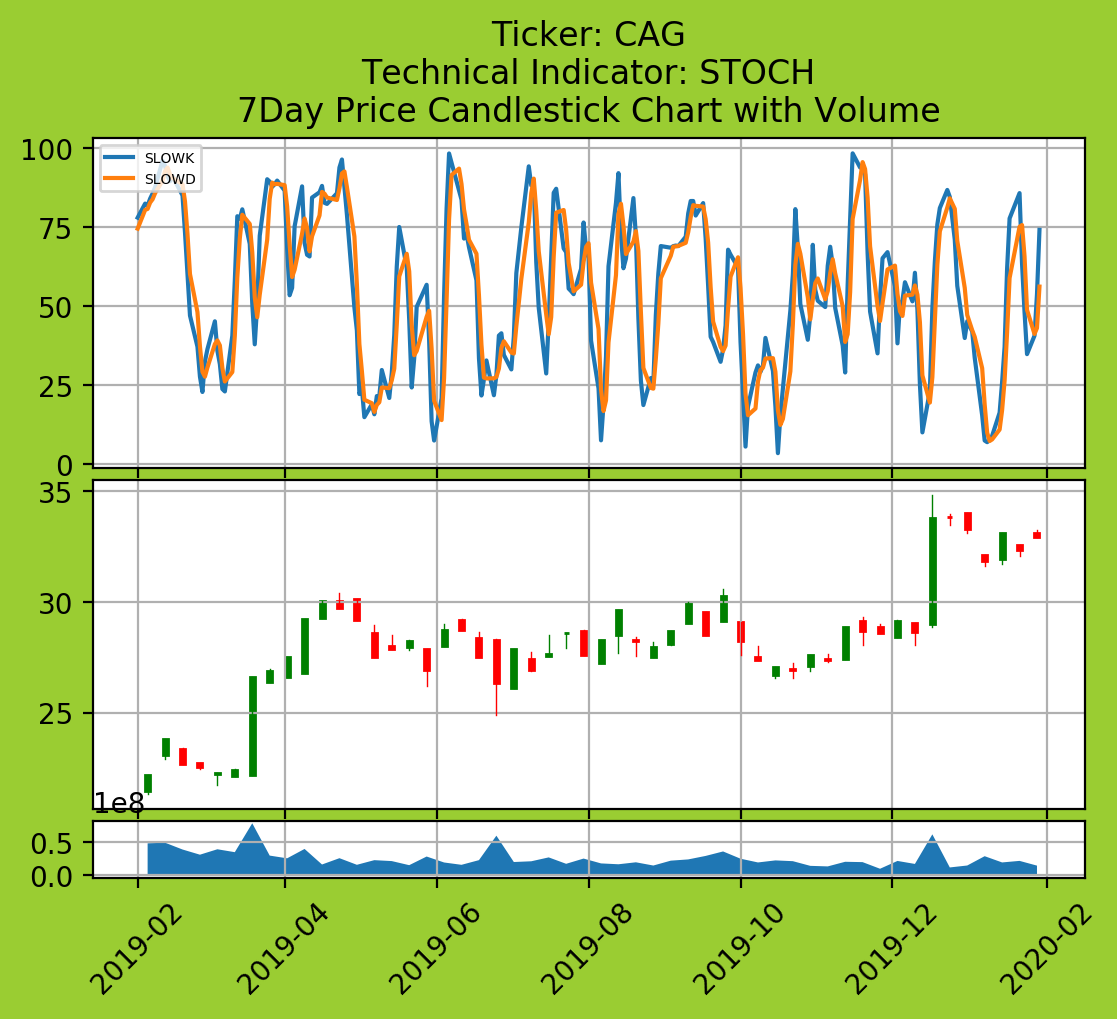 Ticker: CAG
Technical Indicator: STOCH
7Day Price Candlestick Chart with Volume
100
75
50
25
0
SLOWK
SLOWD
35
30
25
1e8
0.5
0.0
2019-02
2019-04
2019-06
2019-08
2019-10
2019-12
2020-02